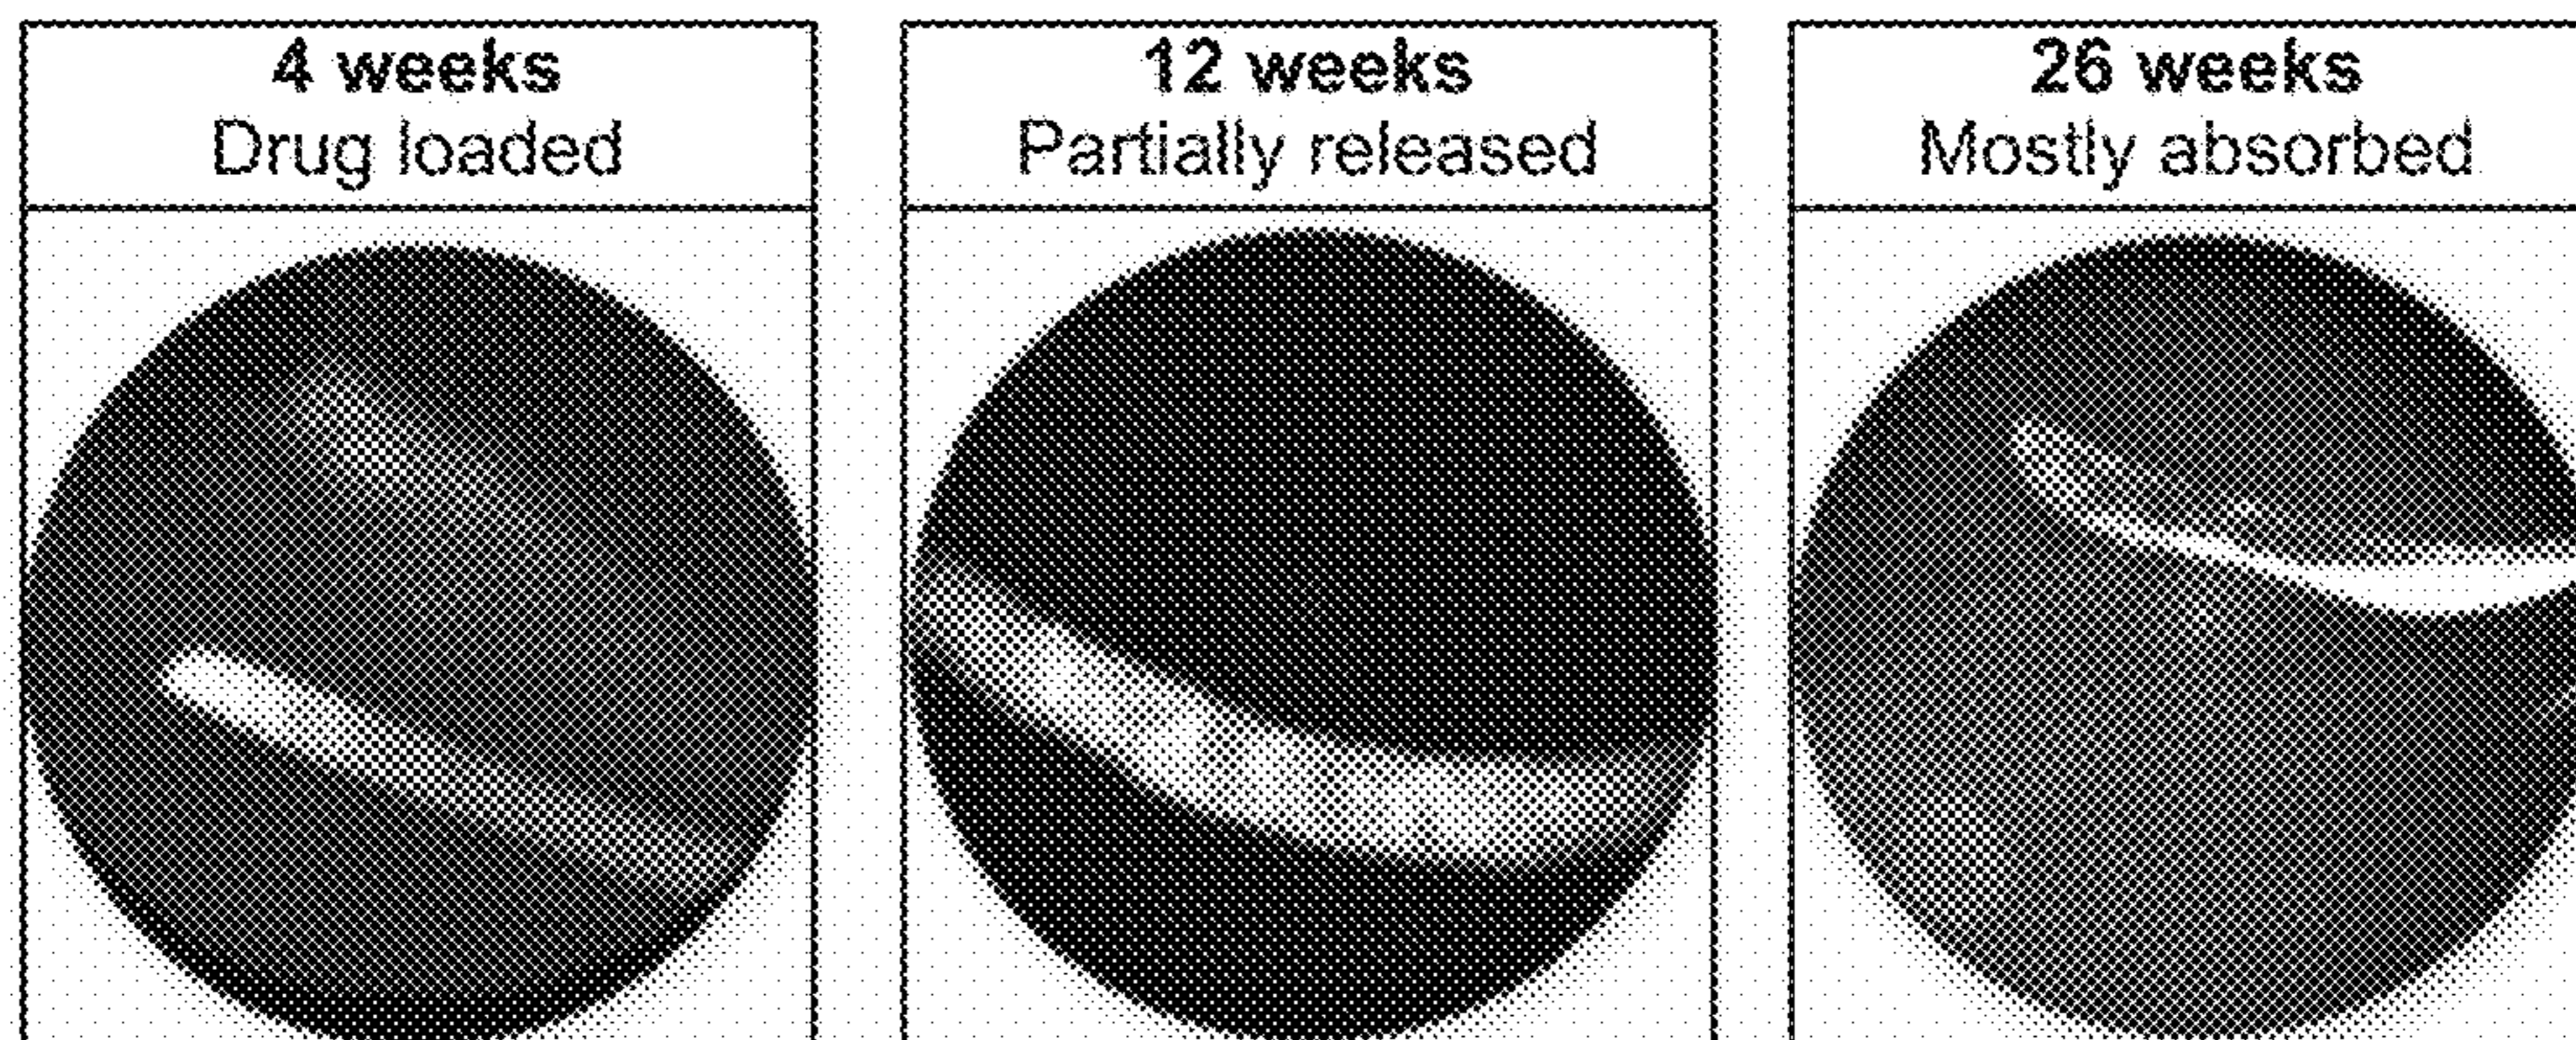 4 weeks
Drug loaded
12 weeks
Partially released
26 weeks
Mostly absorbed